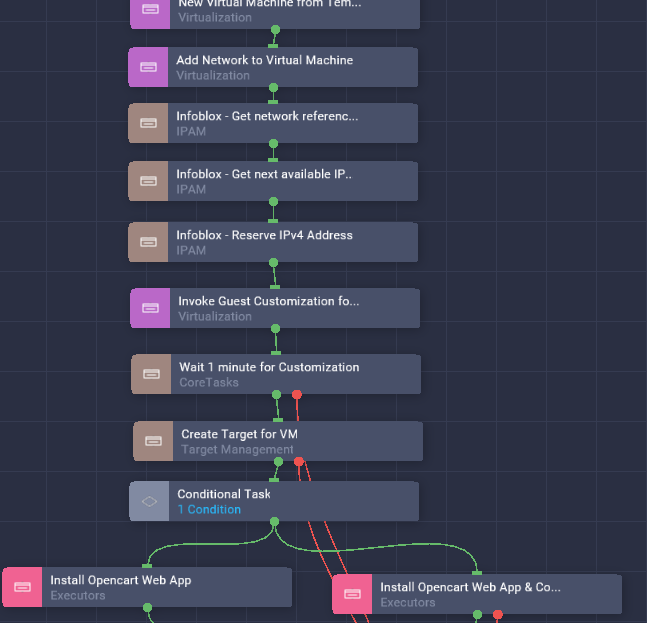 New Virtual Machine from Tem...
Virtualization
Add Network to Virtual Machine
Virtualization
Infoblox - Get network referenc...
IPAM
Infoblox - Get next available IP..
IPAM
Infoblox - Reserve IPv4 Address
IPAM
Invoke Guest Customization fo...
Virtualization
Wait 1 minute for Customization
CoreTasks
Create Target for VM
Target Management
Conditional Task
1 Condition
Install Opencart Web App
Executors
Install Opencart Web App & Co...
Executors